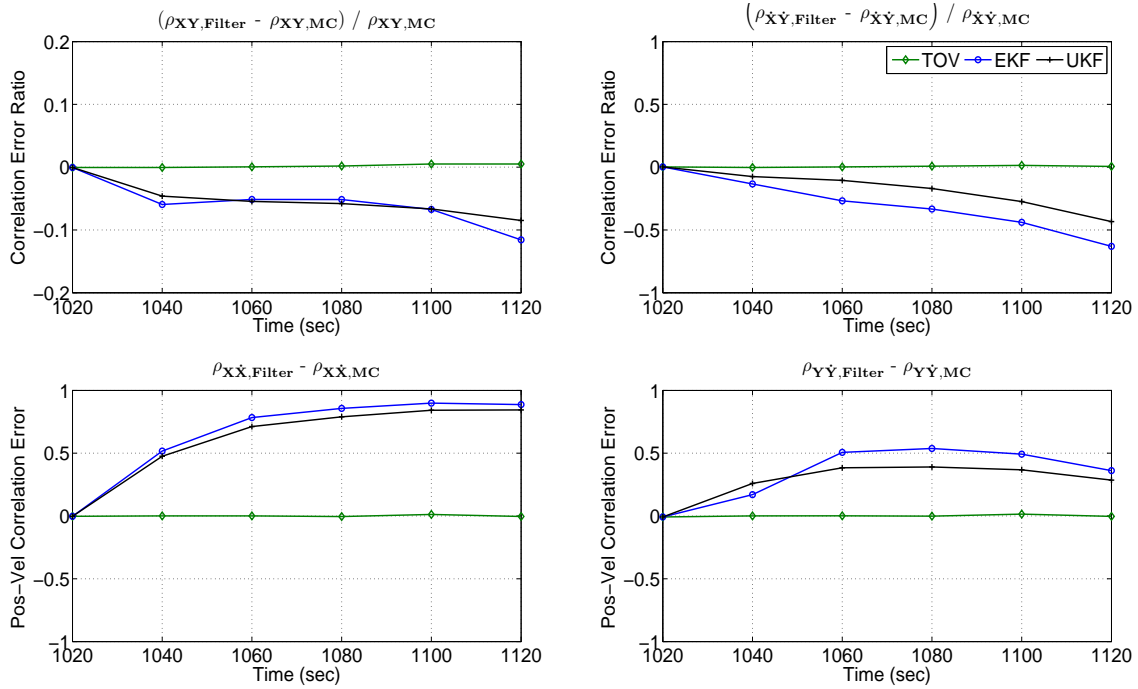 (ρXY,Filter - ρXY,MC) / ρXY,MC
0.2
0.1
0
−0.1
−0.2
Correlation Error Ratio
1020 1040 1060 1080 1100 1120
Time (sec)
(ρẊẎ,Filter - ρẊẎ,MC) / ρẊẎ,MC
TOV EKF UKF
1
0.5
0
−0.5
−1
Correlation Error Ratio
1020 1040 1060 1080 1100 1120
Time (sec)
ρXẊ,Filter - ρXẊ,MC
1
0.5
0
−0.5
−1
Pos−Vel Correlation Error
1020 1040 1060 1080 1100 1120
Time (sec)
ρYẎ,Filter - ρYẎ,MC
1
0.5
0
−0.5
−1
Pos−Vel Correlation Error
1020 1040 1060 1080 1100 1120
Time (sec)